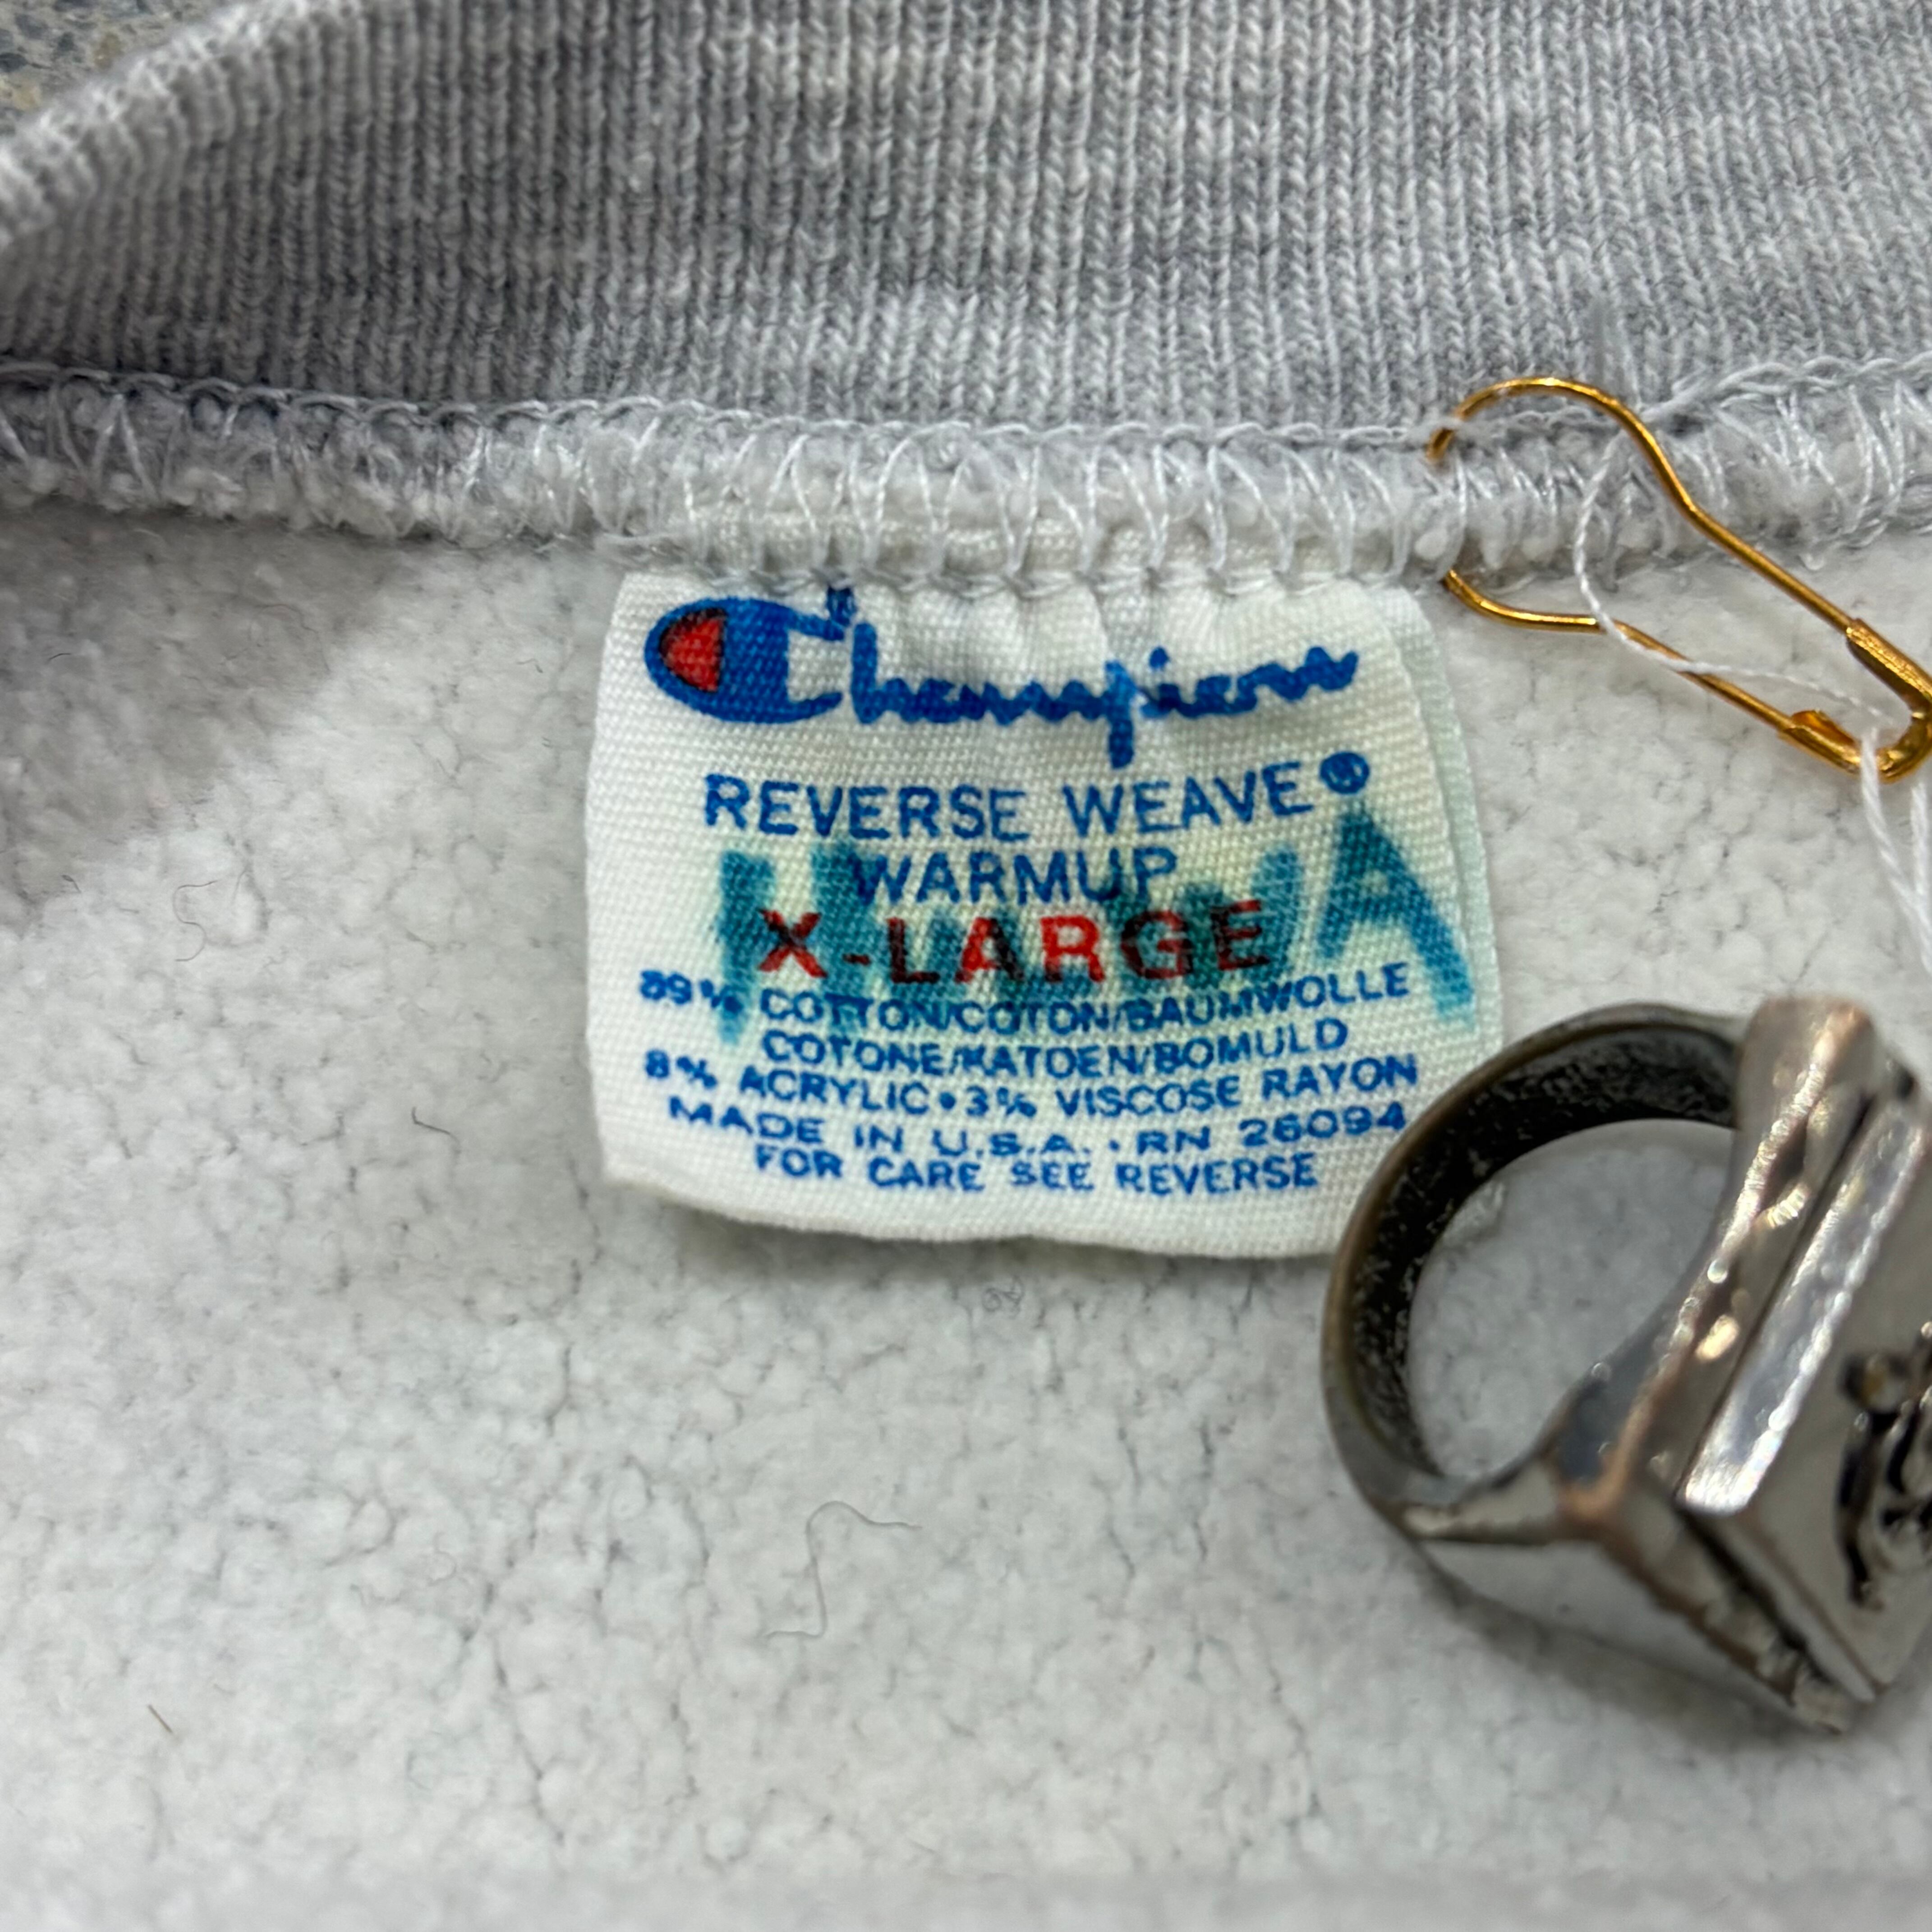 Champion®
REVERSE WEAVE®
WARMUP
X-LARGE
89% COTTON/COTON/BAUMWOLLE
COTONE/KATOEN/BOMULD
8% ACRYLIC • 3% VISCOSE RAYON
MADE IN U.S.A. • RN 26094
FOR CARE SEE REVERSE